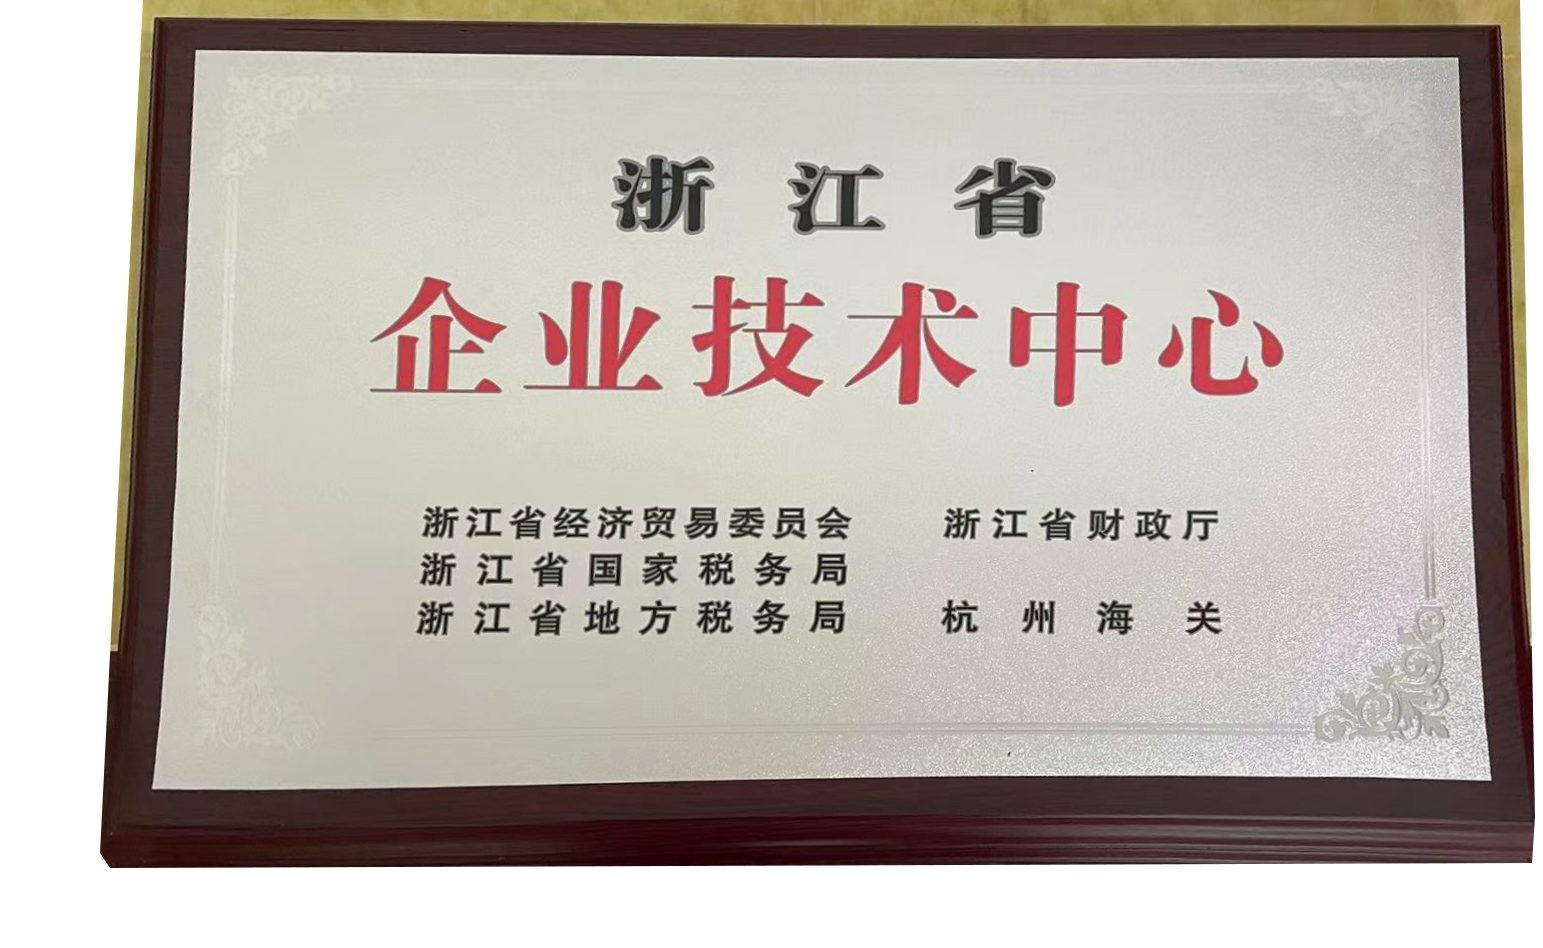 浙江省
企业技术中心
浙江省经济贸易委员会 浙江省财政厅
浙江省国家税务局
浙江省地方税务局 杭州海关